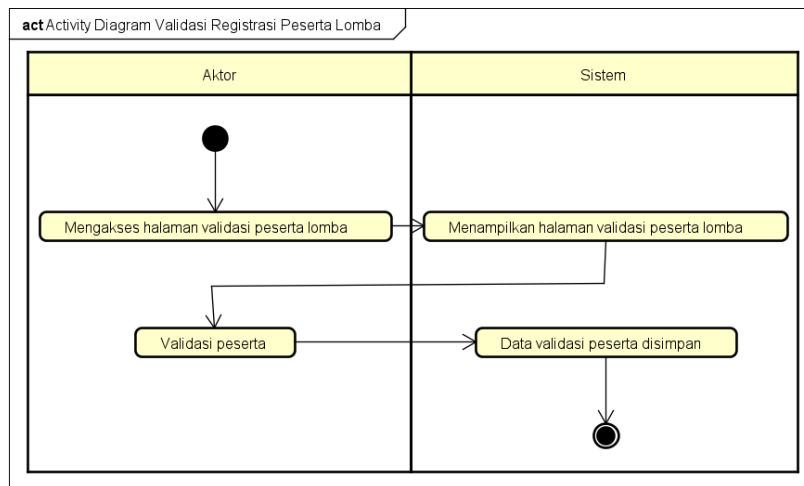 act Activity Diagram Validasi Registrasi Peserta Lomba
Aktor
Sistem
Mengakses halaman validasi peserta lomba
Menampilkan halaman validasi peserta lomba
Validasi peserta
Data validasi peserta disimpan